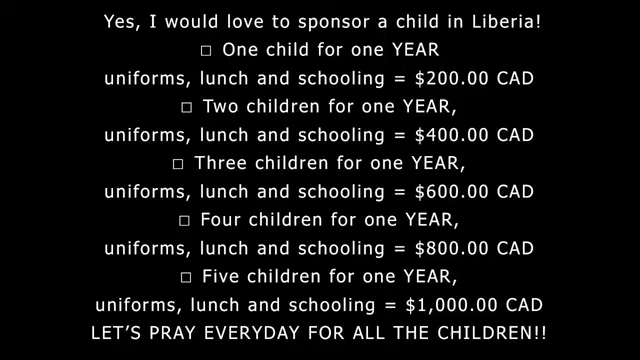 Yes, I would love to sponsor a child in Liberia!
□ One child for one YEAR
uniforms, lunch and schooling = $200.00 CAD
□ Two children for one YEAR,
uniforms, lunch and schooling = $400.00 CAD
□ Three children for one YEAR,
uniforms, lunch and schooling = $600.00 CAD
□ Four children for one YEAR,
uniforms, lunch and schooling = $800.00 CAD
□ Five children for one YEAR,
uniforms, lunch and schooling = $1,000.00 CAD
LET’S PRAY EVERYDAY FOR ALL THE CHILDREN!!